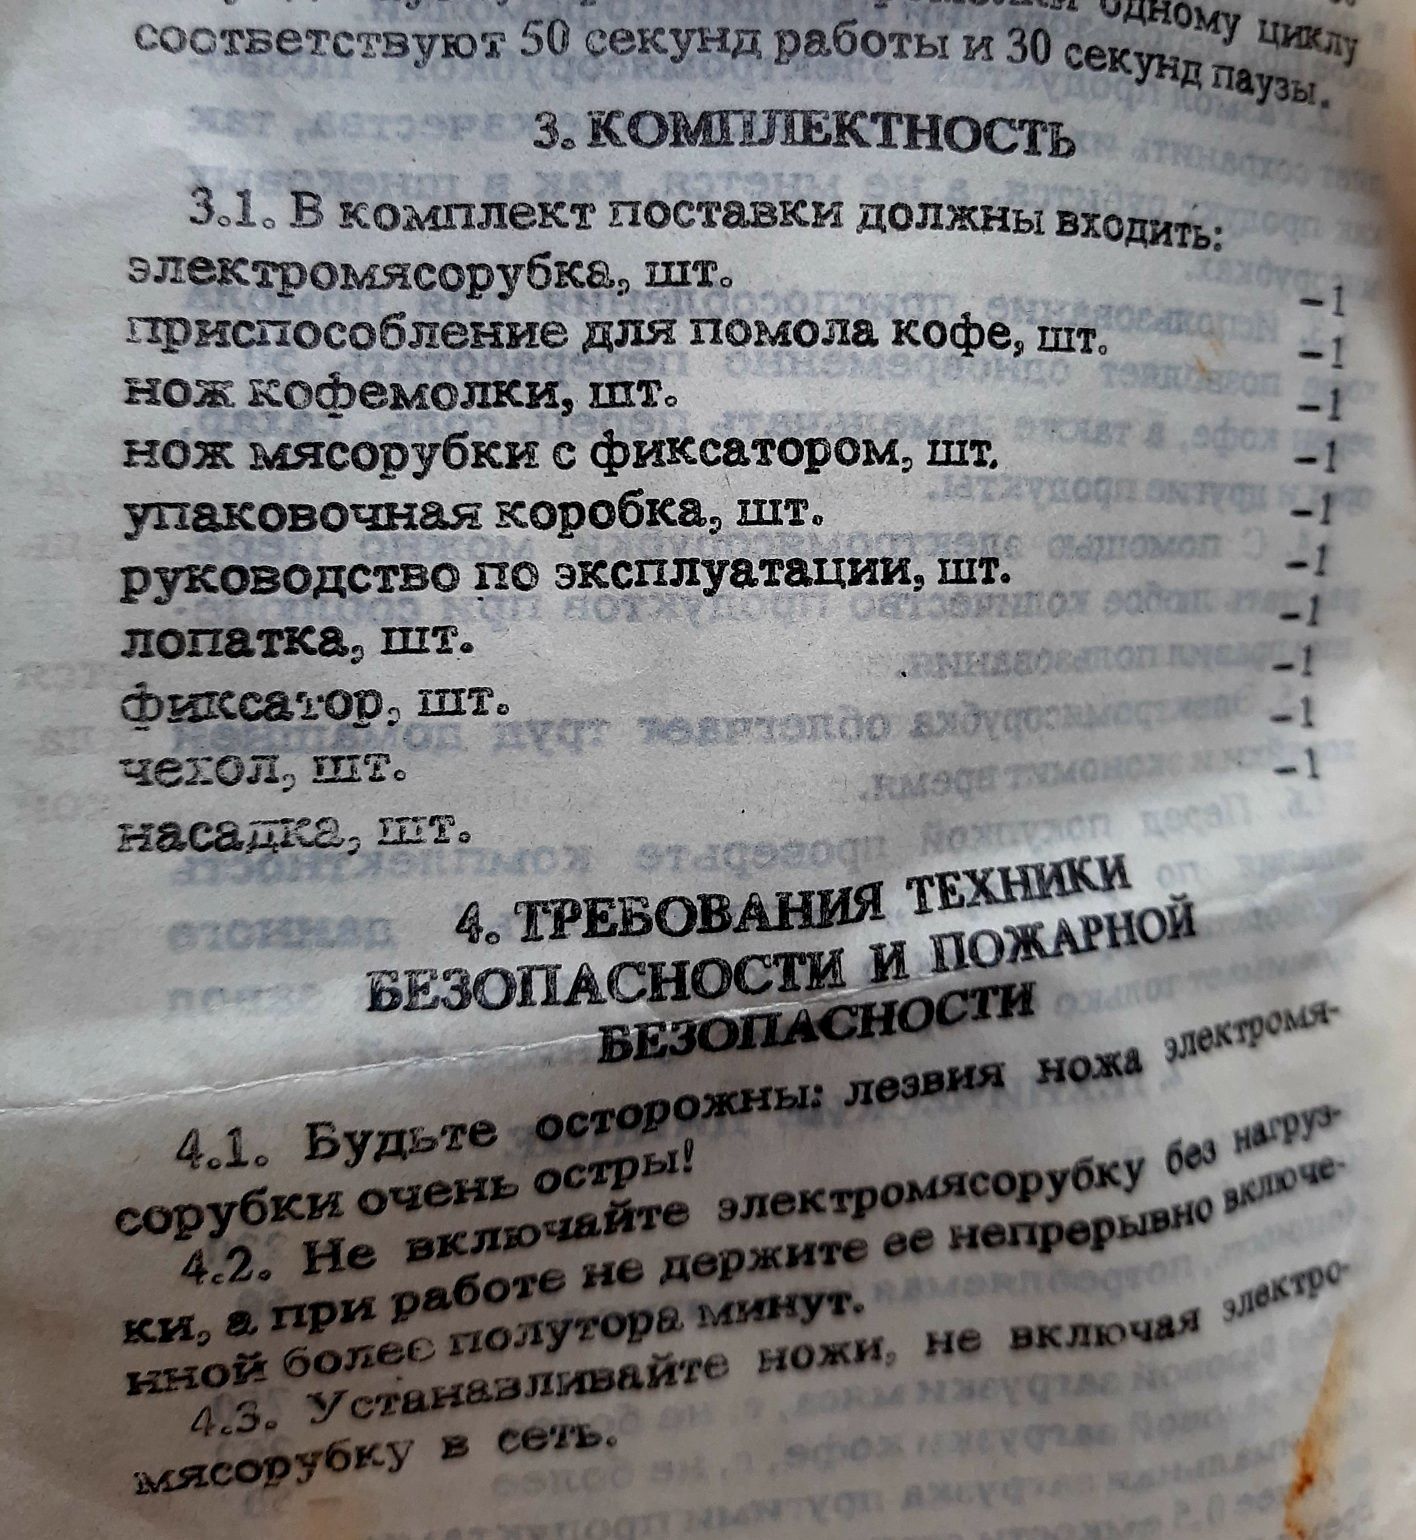 одному циклу
соответствуют 50 секунд работы и 30 секунд паузы.
3. КОМПЛЕКТНОСТЬ
3.1. В комплект поставки должны входить:
электромясорубка, шт. –1
приспособление для помола кофе, шт. –1
нож кофемолки, шт. –1
нож мясорубки с фиксатором, шт. –1
упаковочная коробка, шт. –1
руководство по эксплуатации, шт. –1
лопатка, шт. –1
фиксатор, шт. –1
чехол, шт. –1
насадка, шт. –1
4. ТРЕБОВАНИЯ ТЕХНИКИ
БЕЗОПАСНОСТИ И ПОЖАРНОЙ
БЕЗОПАСНОСТИ
4.1. Будьте осторожны: лезвия ножа электромя-
сорубки очень остры!
4.2. Не включайте электромясорубку без нагруз-
ки, а при работе не держите ее непрерывно включе-
нной более полутора минут.
4.3. Устанавливайте ножи, не включая электро-
мясорубку в сеть.